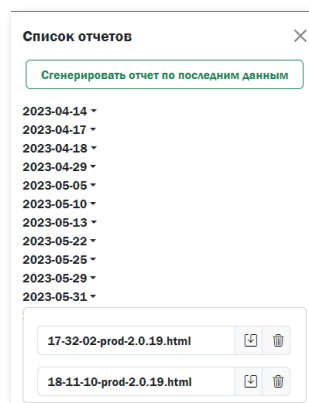 Список отчетов
Сгенерировать отчет по последним данным
2023-04-14
2023-04-17
2023-04-18
2023-04-29
2023-05-05
2023-05-10
2023-05-13
2023-05-22
2023-05-25
2023-05-29
2023-05-31
17-32-02-prod-2.0.19.html
18-11-10-prod-2.0.19.html